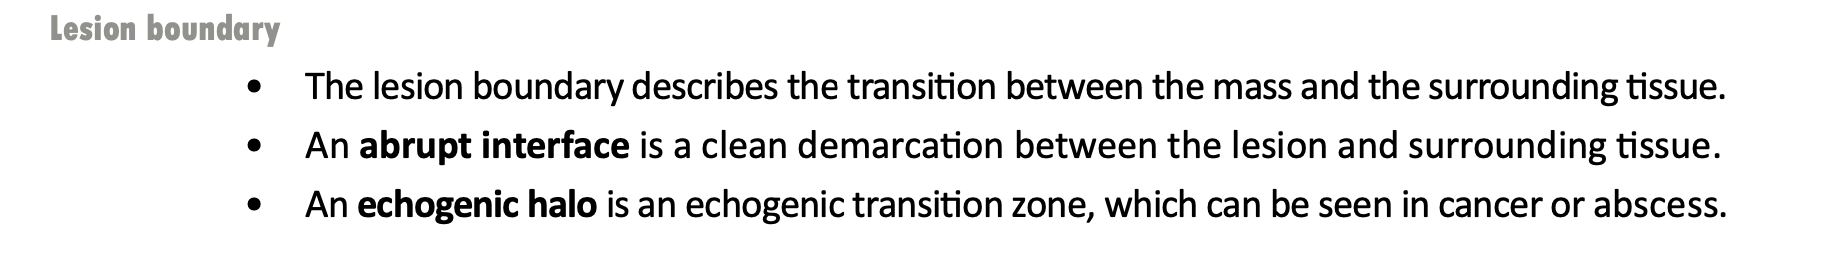 Lesion boundary
• The lesion boundary describes the transition between the mass and the surrounding tissue.
• An abrupt interface is a clean demarcation between the lesion and surrounding tissue.
• An echogenic halo is an echogenic transition zone, which can be seen in cancer or abscess.